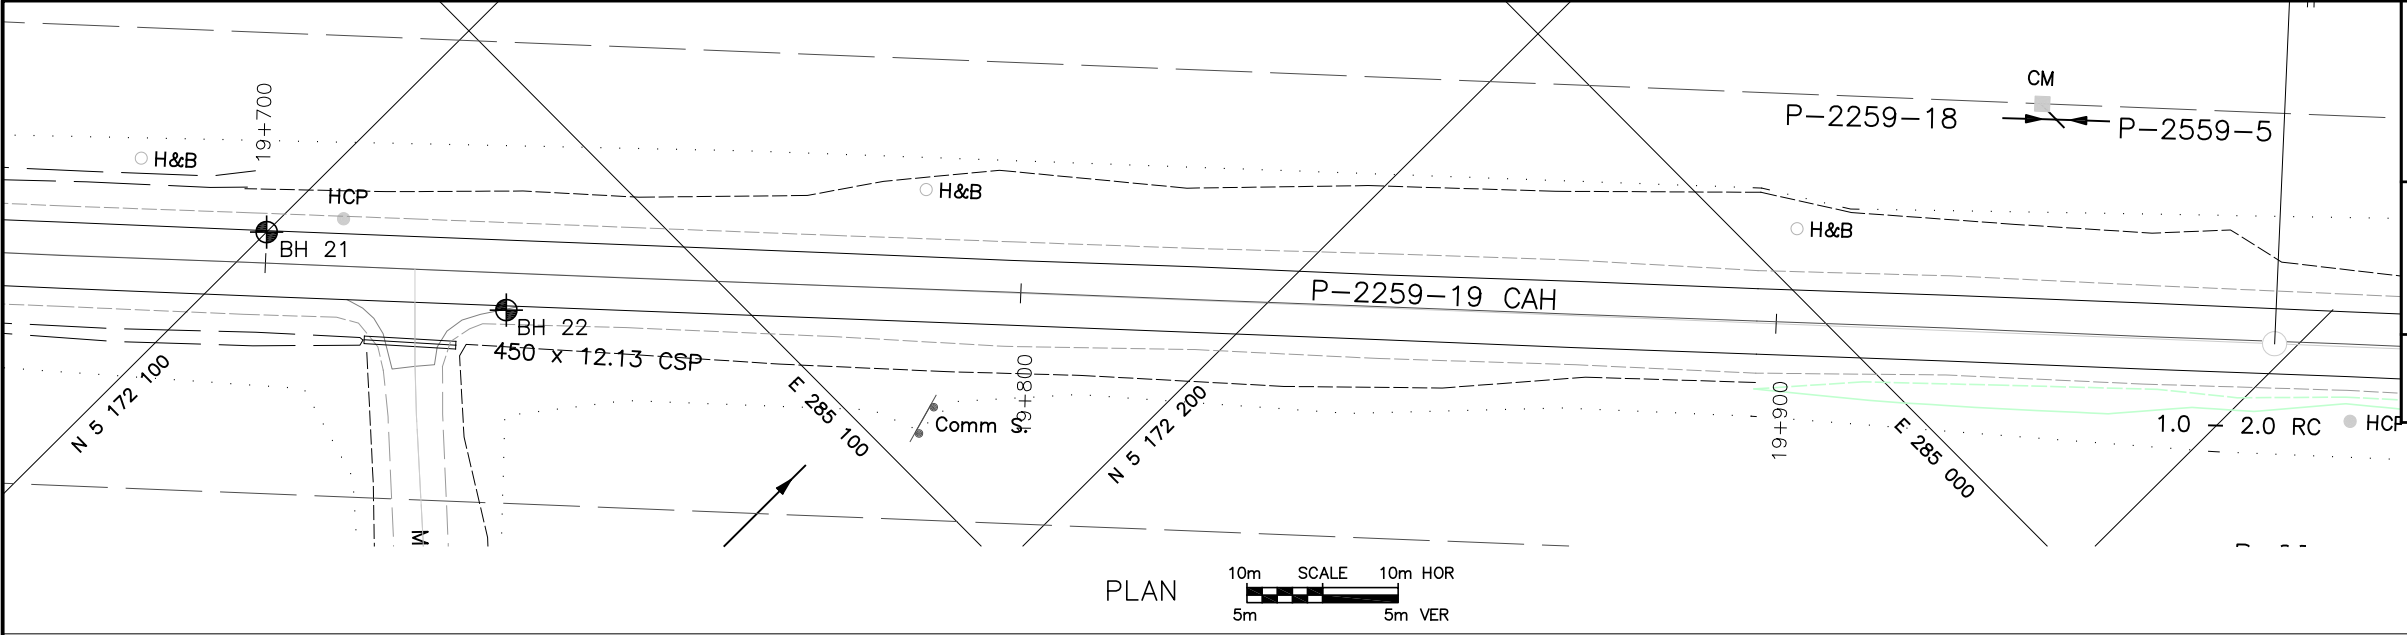 CM
P-2259-18
P-2559-5
19+700
H&B
HCP
H&B
H&B
BH 21
P-2259-19 CAH
BH 22
450 x 12.13 CSP
N 5 172 100
E 285 100
19+800
Comm S.
N 5 172 200
19+900
E 285 000
1.0 - 2.0 RC
HCP
M
PLAN
10m SCALE 10m HOR
5m 5m VER